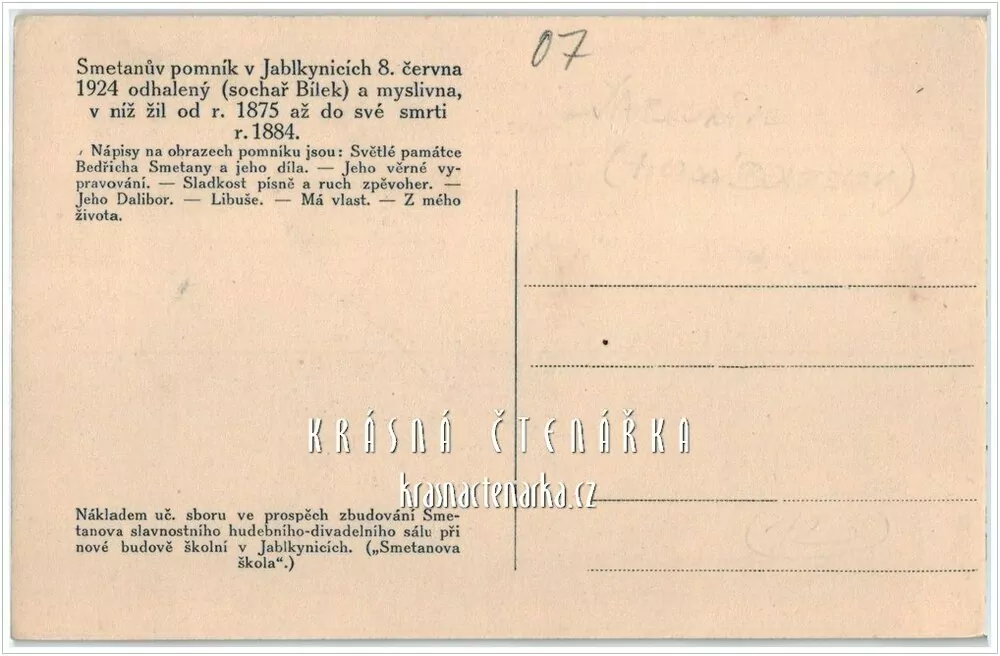 07
Smetanův pomník v Jablkynicích 8. června
1924 odhalený (sochař Bílek) a myslivna,
v níž žil od r. 1875 až do své smrti
r. 1884.
Nápisy na obrazech pomníku jsou: Světlé památce
Bedřicha Smetany a jeho díla. — Jeho věrné vy-
pravování. — Sladkost písně a ruch zpěvoher. —
Jeho Dalibor. — Libuše. — Má vlast. — Z mého
života.
KRÁSNÁ ČTENÁŘKA
krasnactenarka.cz
Nákladem uč. sboru ve prospěch zbudování Sme-
tanova slavnostního hudebního-divadelního sálu při
nové budově školní v Jablkynicích. („Smetanova
škola“.)